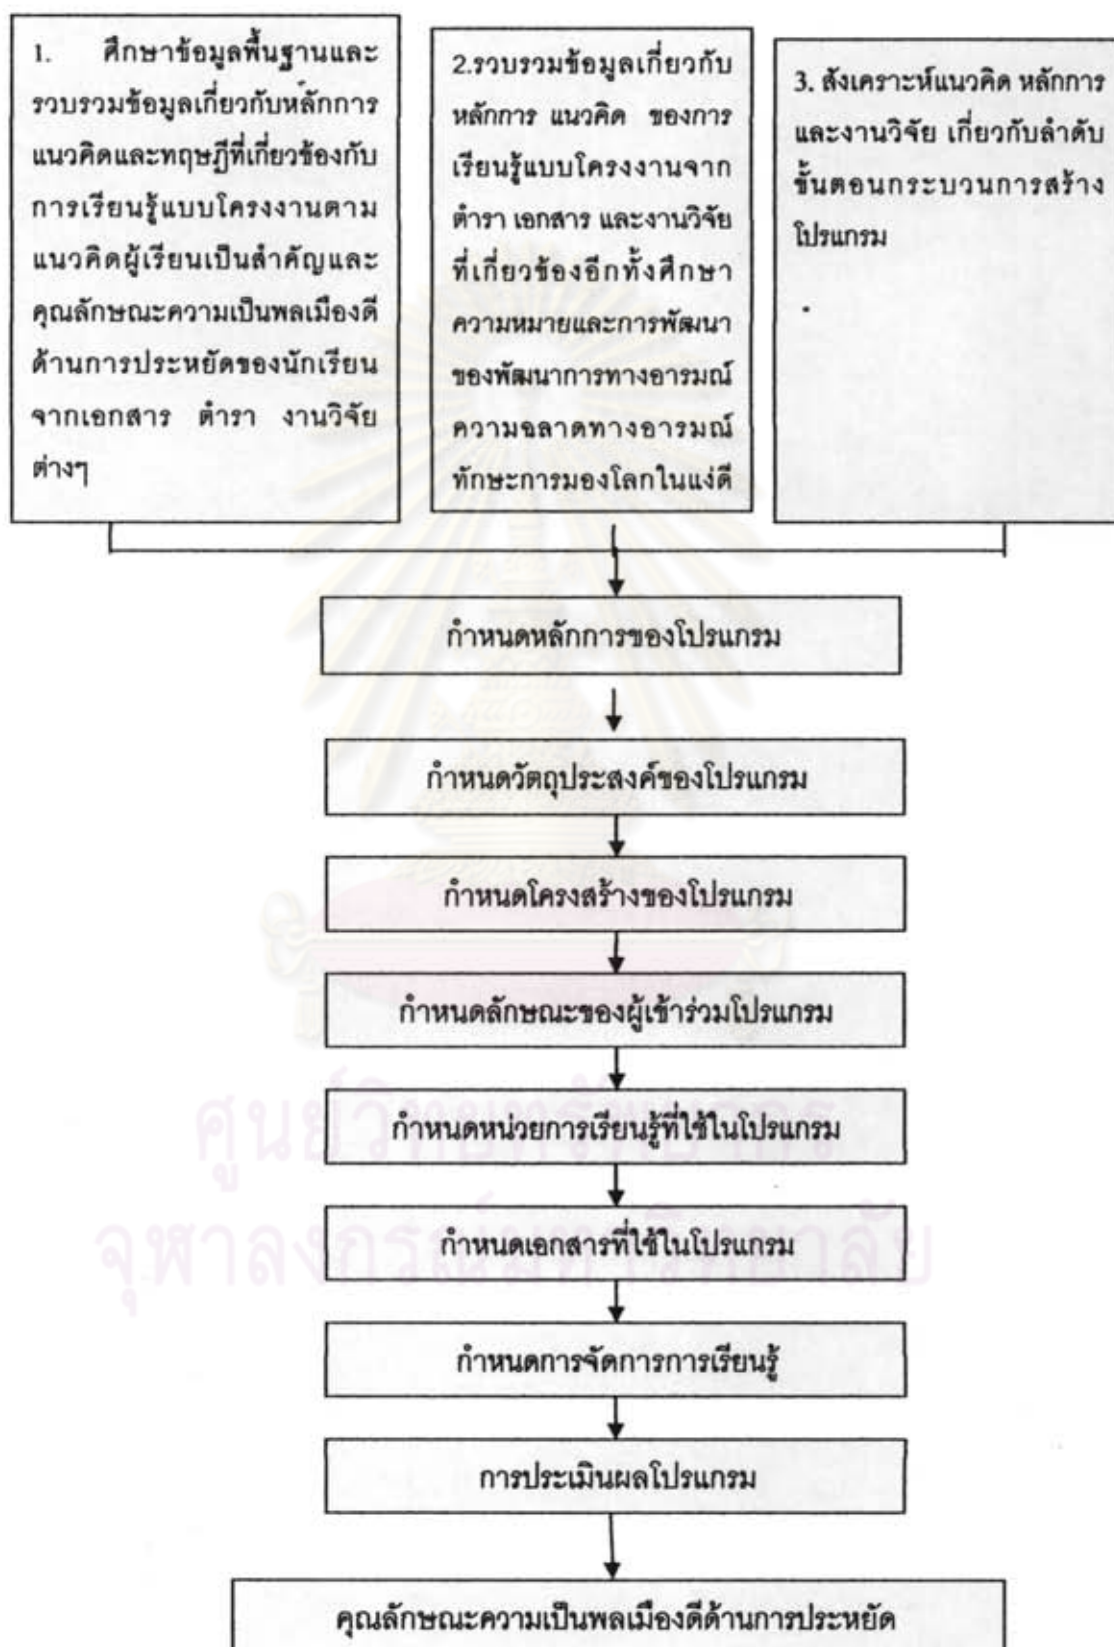 1. ศึกษาข้อมูลพื้นฐานและ
รวบรวมข้อมูลเกี่ยวกับหลักการ
แนวคิดและทฤษฎีที่เกี่ยวข้องกับ
การเรียนรู้แบบโครงงานตาม
แนวคิดผู้เรียนเป็นสำคัญและ
คุณลักษณะความเป็นพลเมืองดี
ด้านการประหยัดของนักเรียน
จากเอกสาร ตำรา งานวิจัย
ต่างๆ
2.รวบรวมข้อมูลเกี่ยวกับ
หลักการ แนวคิด ของการ
เรียนรู้แบบโครงงานจาก
ตำรา เอกสาร และงานวิจัย
ที่เกี่ยวข้องอีกทั้งศึกษา
ความหมายและการพัฒนา
ของพัฒนาการทางอารมณ์
ความฉลาดทางอารมณ์
ทักษะการมองโลกในแง่ดี
3. สังเคราะห์แนวคิด หลักการ
และงานวิจัย เกี่ยวกับลำดับ
ขั้นตอนกระบวนการสร้าง
โปรแกรม
กำหนดหลักการของโปรแกรม
กำหนดวัตถุประสงค์ของโปรแกรม
กำหนดโครงสร้างของโปรแกรม
กำหนดลักษณะของผู้เข้าร่วมโปรแกรม
กำหนดหน่วยการเรียนรู้ที่ใช้ในโปรแกรม
ศูนย์วิทยทรัพยากร
กำหนดเอกสารที่ใช้ในโปรแกรม
จุฬาลงกรณ์มหาวิทยาลัย
กำหนดการจัดการการเรียนรู้
การประเมินผลโปรแกรม
คุณลักษณะความเป็นพลเมืองดีด้านการประหยัด